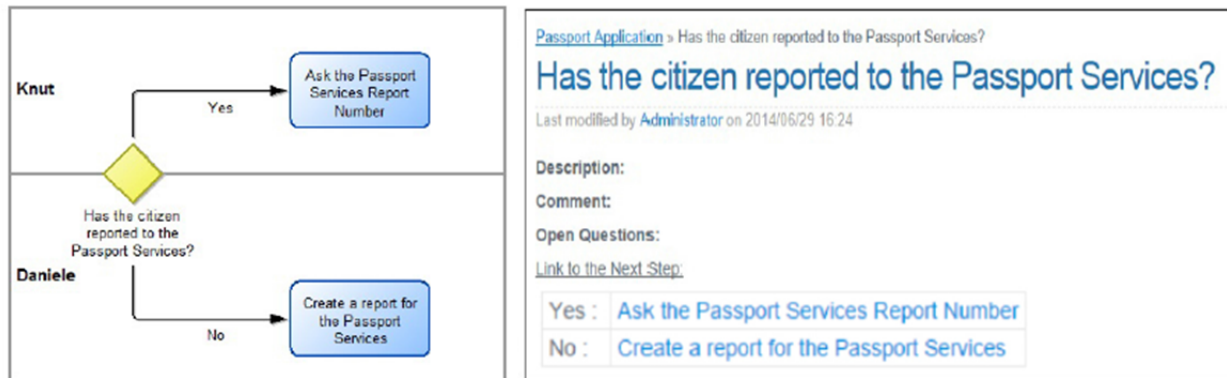 Knut
Ask the Passport
Services Report
Number
Yes
Has the citizen
reported to the
Passport Services?
Daniele
Create a report for
the Passport
Services
No
Passport Application » Has the citizen reported to the Passport Services?
Has the citizen reported to the Passport Services?
Last modified by Administrator on 2014/06/29 16:24
Description:
Comment:
Open Questions:
Link to the Next Step:
Yes : Ask the Passport Services Report Number
No : Create a report for the Passport Services